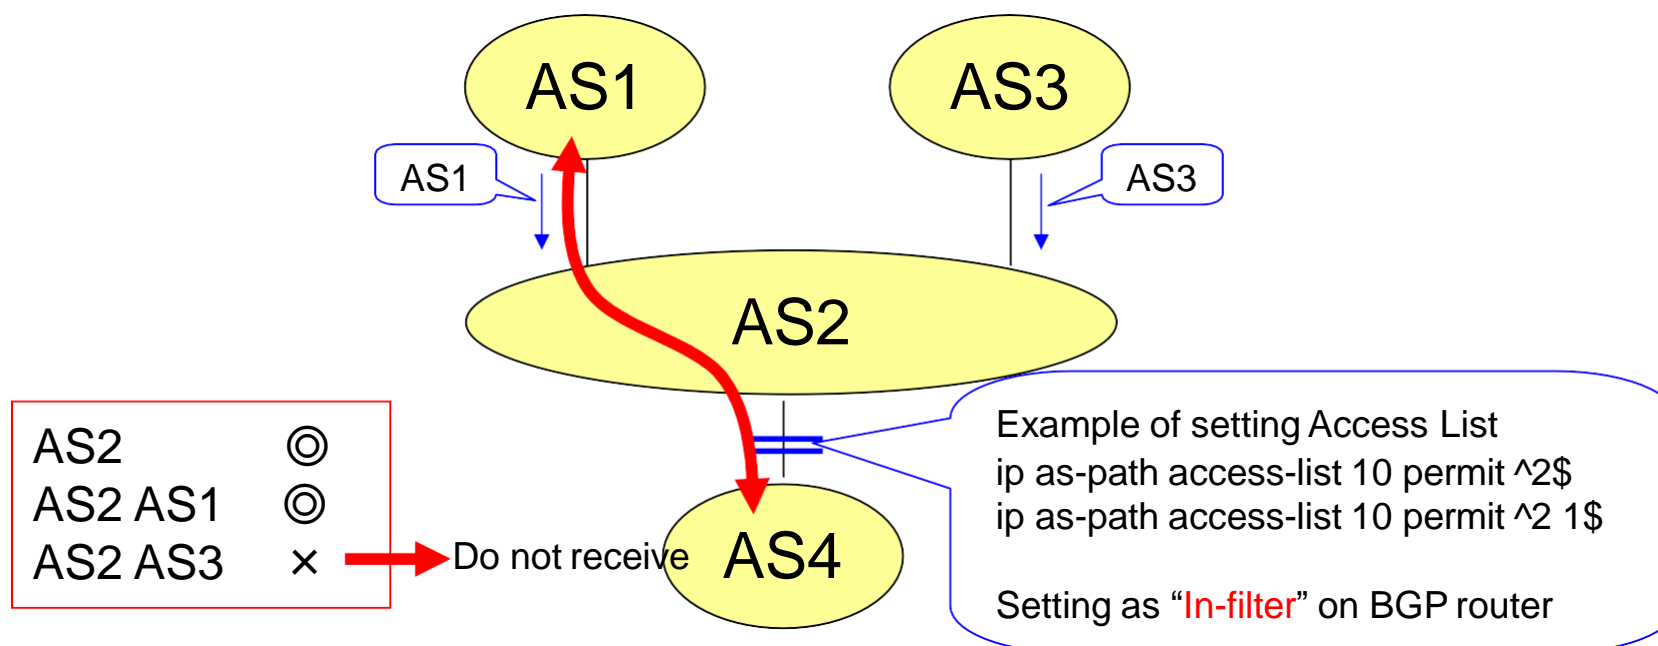 AS1
AS3
AS1
AS3
AS2
AS2 ◎
AS2 AS1 ◎
AS2 AS3 × Do not receive
AS4
Example of setting Access List
ip as-path access-list 10 permit ^2$
ip as-path access-list 10 permit ^2 1$
Setting as “In-filter” on BGP router